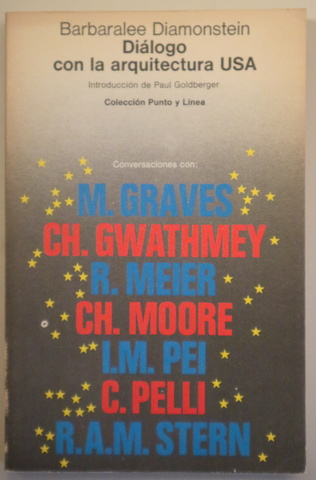 Barbaralee Diamonstein
Diálogo
con la arquitectura USA
Introducción de Paul Goldberger
Colección Punto y Línea
Conversaciones con:
M. GRAVES
CH. GWATHMEY
R. MEIER
CH. MOORE
I.M. PEI
C. PELLI
R.A.M. STERN